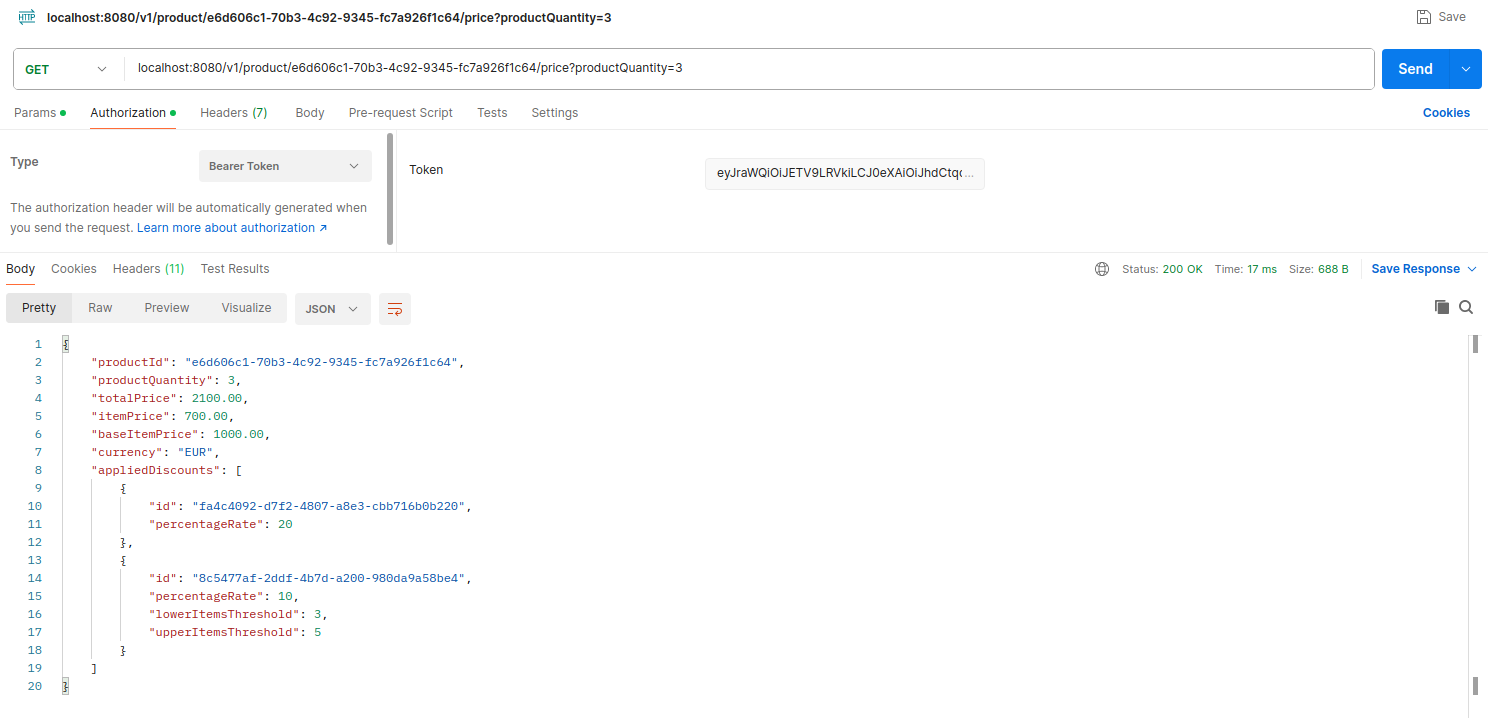 HTTP localhost:8080/v1/product/e6d606c1-70b3-4c92-9345-fc7a926f1c64/price?productQuantity=3 Save
GET localhost:8080/v1/product/e6d606c1-70b3-4c92-9345-fc7a926f1c64/price?productQuantity=3 Send
Params Authorization Headers (7) Body Pre-request Script Tests Settings Cookies
Type Bearer Token Token eyJraWQiOiJETV9LRVkiLCJ0eXAiOiJhdCtqc...
The authorization header will be automatically generated when
you send the request. Learn more about authorization ↗
Body Cookies Headers (11) Test Results Status: 200 OK Time: 17 ms Size: 688 B Save Response
Pretty Raw Preview Visualize JSON
1 {
2 "productId": "e6d606c1-70b3-4c92-9345-fc7a926f1c64",
3 "productQuantity": 3,
4 "totalPrice": 2100.00,
5 "itemPrice": 700.00,
6 "baseItemPrice": 1000.00,
7 "currency": "EUR",
8 "appliedDiscounts": [
9 {
10 "id": "fa4c4092-d7f2-4807-a8e3-cbb716b0b220",
11 "percentageRate": 20
12 },
13 {
14 "id": "8c5477af-2ddf-4b7d-a200-980da9a58be4",
15 "percentageRate": 10,
16 "lowerItemsThreshold": 3,
17 "upperItemsThreshold": 5
18 }
19 ]
20 }